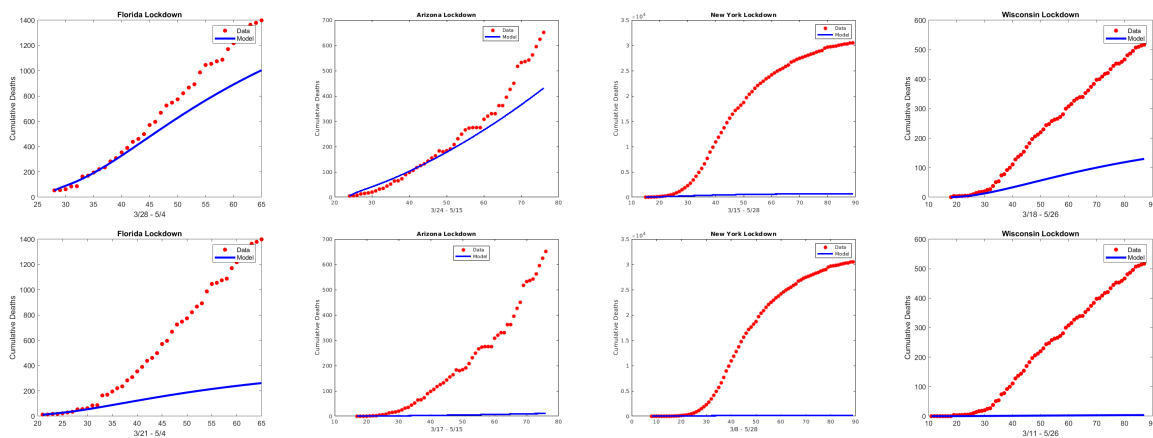 Florida Lockdown
1400
1200
1000
800
600
400
200
0
25 30 35 40 45 50 55 60 65
Cumulative Deaths
3/28 - 5/4
Data
Model
Arizona Lockdown
700
600
500
400
300
200
100
0
20 30 40 50 60 70 80
Cumulative Deaths
3/24 - 5/15
Data
Model
New York Lockdown
×10⁴
3.5
3
2.5
2
1.5
1
0.5
0
10 20 30 40 50 60 70 80 90
Cumulative Deaths
3/15 - 5/28
Data
Model
Wisconsin Lockdown
600
500
400
300
200
100
0
10 20 30 40 50 60 70 80 90
Cumulative Deaths
3/18 - 5/26
Data
Model
Florida Lockdown
1400
1200
1000
800
600
400
200
0
20 25 30 35 40 45 50 55 60 65
Cumulative Deaths
3/21 - 5/4
Data
Model
Arizona Lockdown
700
600
500
400
300
200
100
0
10 20 30 40 50 60 70 80
Cumulative Deaths
3/17 - 5/15
Data
Model
New York Lockdown
×10⁴
3.5
3
2.5
2
1.5
1
0.5
0
0 10 20 30 40 50 60 70 80 90
Cumulative Deaths
3/8 - 5/28
Data
Model
Wisconsin Lockdown
600
500
400
300
200
100
0
10 20 30 40 50 60 70 80 90
Cumulative Deaths
3/11 - 5/26
Data
Model